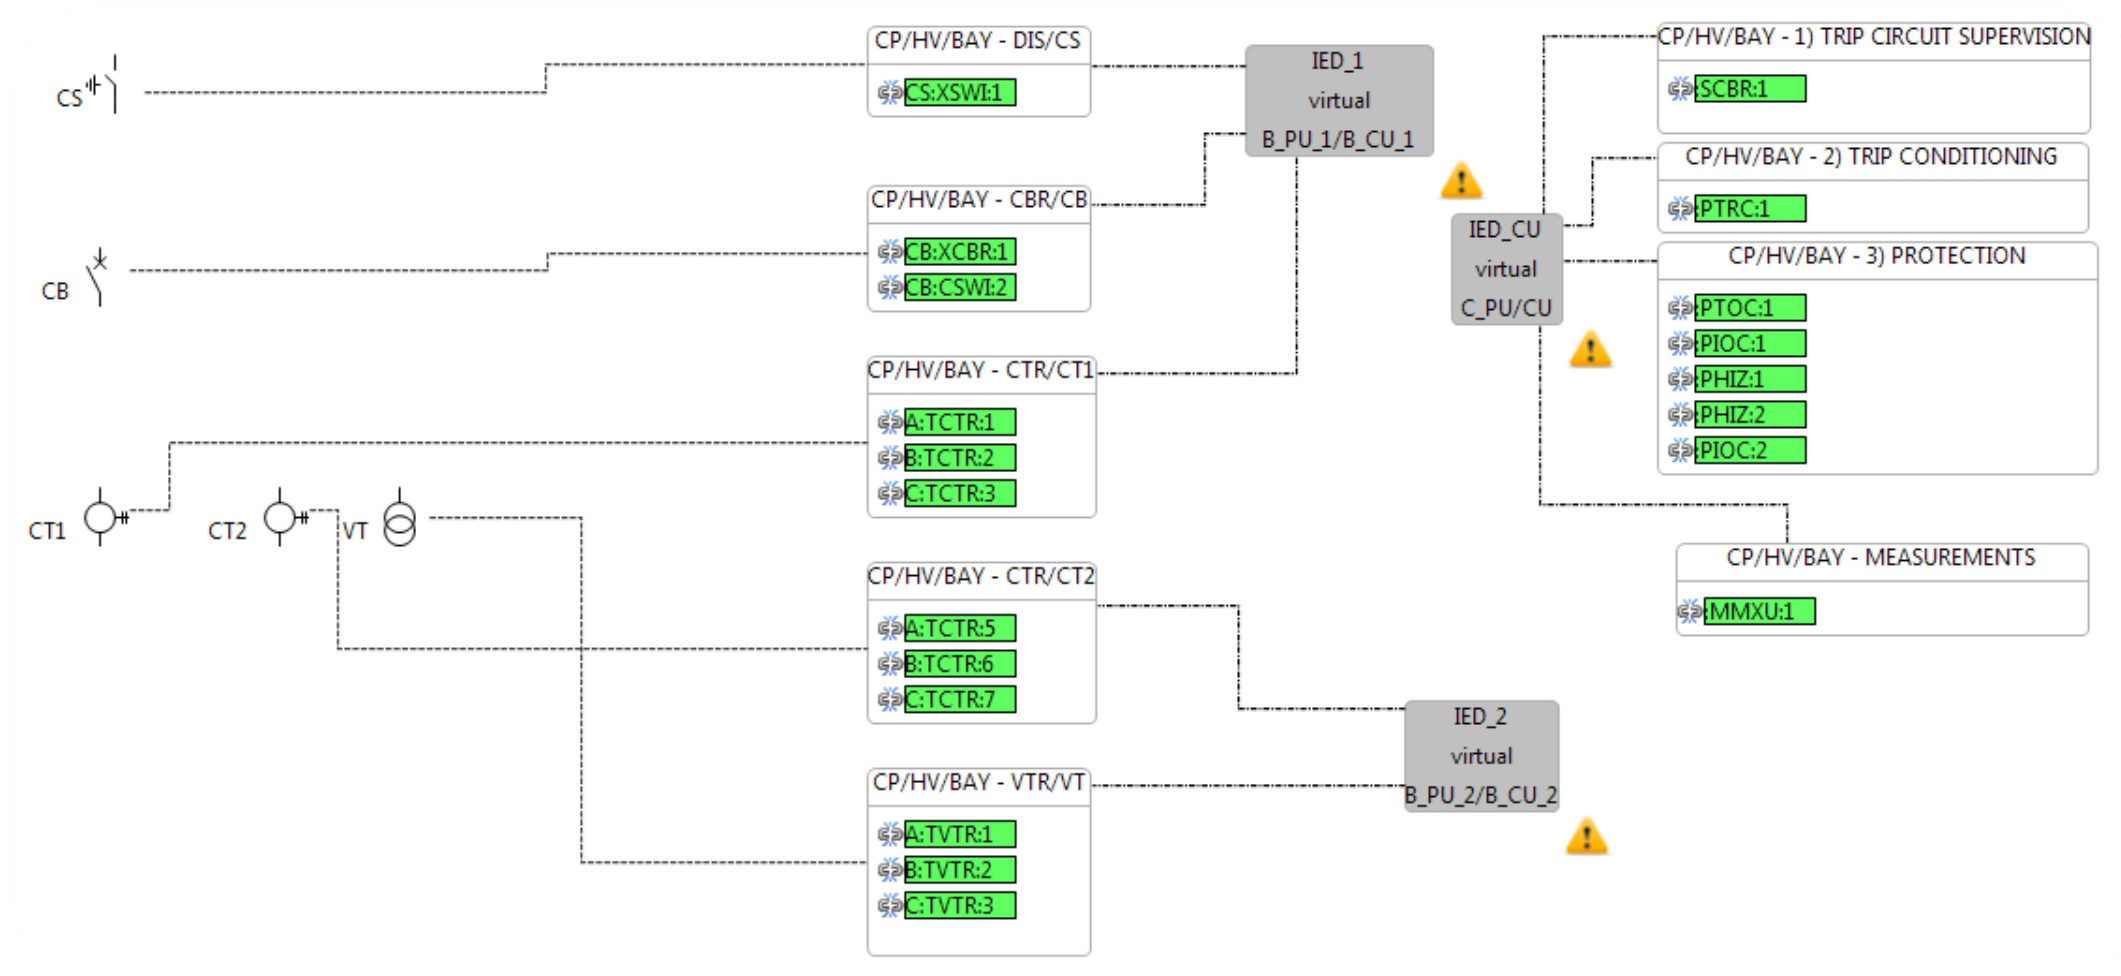 CS
CB
CT1
CT2
VT
CP/HV/BAY - DIS/CS
CS:XSWI:1
CP/HV/BAY - CBR/CB
CB:XCBR:1
CB:CSWI:2
CP/HV/BAY - CTR/CT1
A:TCTR:1
B:TCTR:2
C:TCTR:3
CP/HV/BAY - CTR/CT2
A:TCTR:5
B:TCTR:6
C:TCTR:7
CP/HV/BAY - VTR/VT
A:TVTR:1
B:TVTR:2
C:TVTR:3
IED_1
virtual
B_PU_1/B_CU_1
IED_CU
virtual
C_PU/CU
IED_2
virtual
B_PU_2/B_CU_2
CP/HV/BAY - 1) TRIP CIRCUIT SUPERVISION
:SCBR:1
CP/HV/BAY - 2) TRIP CONDITIONING
:PTRC:1
CP/HV/BAY - 3) PROTECTION
:PTOC:1
:PIOC:1
:PHIZ:1
:PHIZ:2
:PIOC:2
CP/HV/BAY - MEASUREMENTS
:MMXU:1